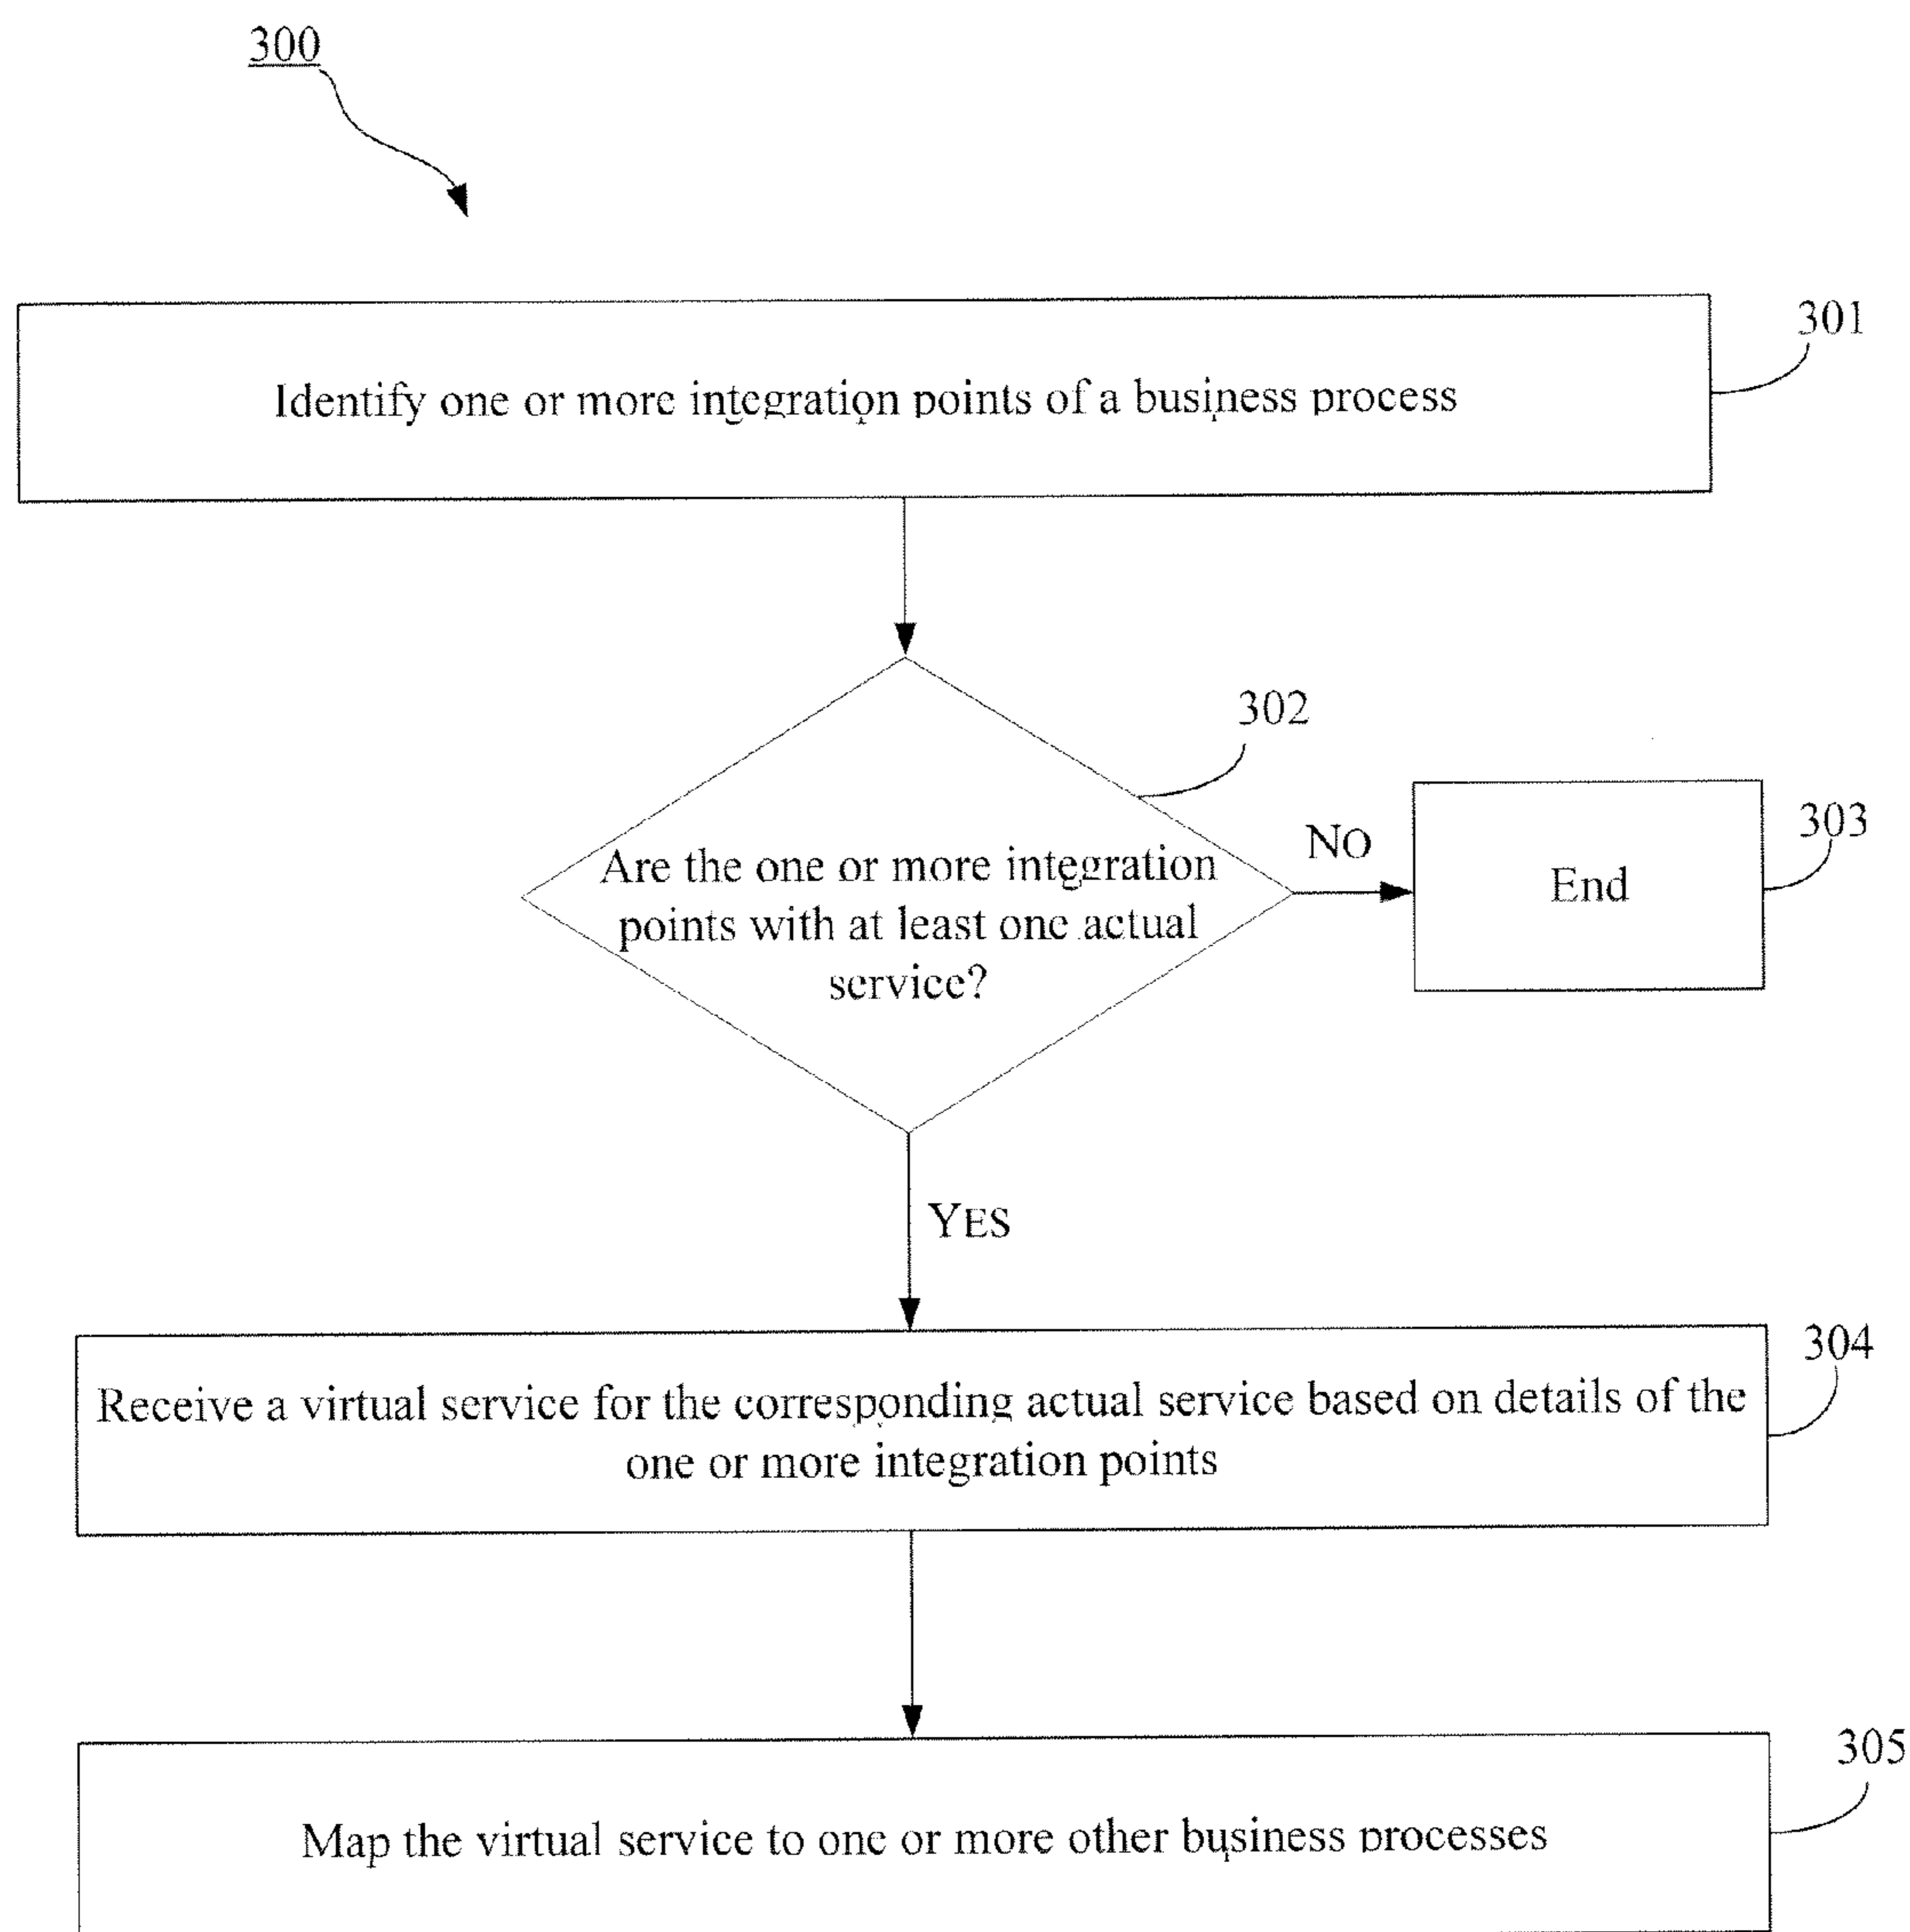 300
301
Identify one or more integration points of a business process
302
Are the one or more integration
points with at least one actual
service?
NO
End
303
YES
304
Receive a virtual service for the corresponding actual service based on details of the
one or more integration points
305
Map the virtual service to one or more other business processes